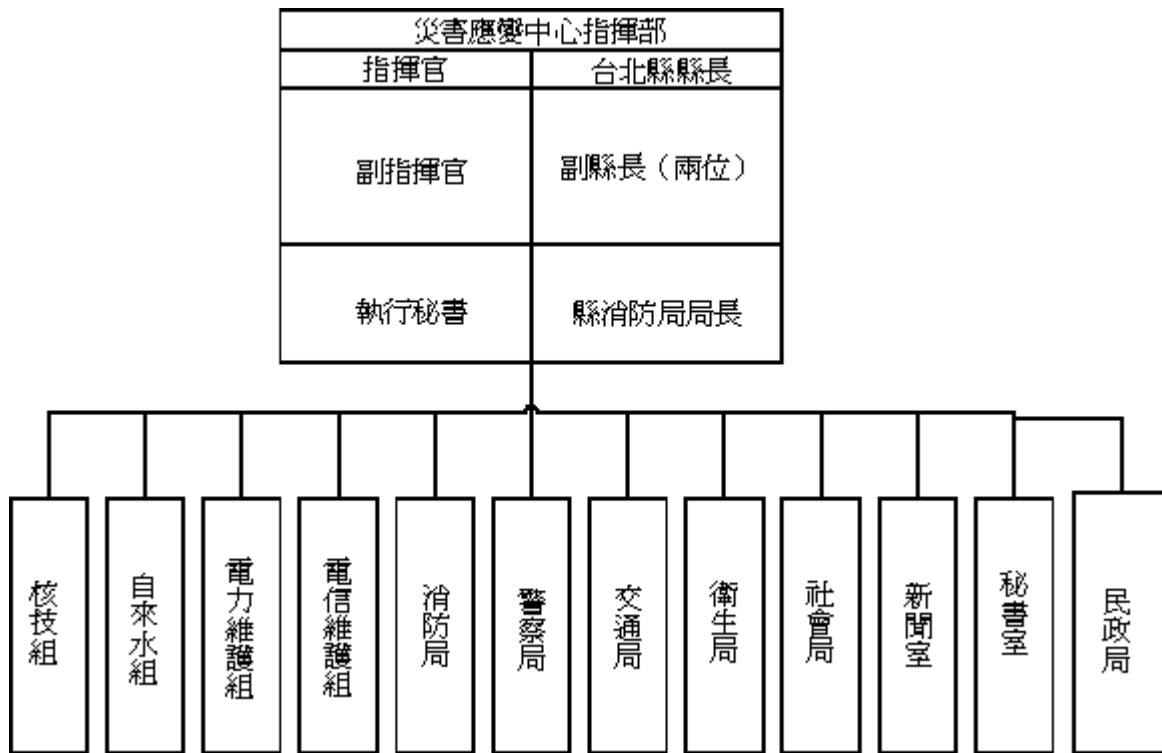 災害應變中心指揮部
指揮官
台北縣縣長
副指揮官
副縣長（兩位）
執行秘書
縣消防局局長
核技組
自來水組
電力維護組
電信維護組
消防局
警察局
交通局
衛生局
社會局
新聞室
秘書室
民政局